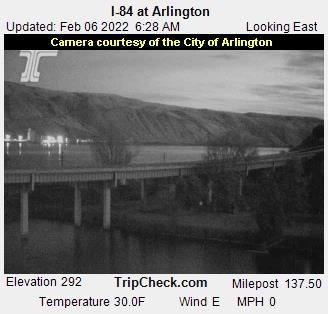 I-84 at Arlington
Updated: Feb 06 2022 6:28 AM Looking East
Camera courtesy of the City of Arlington
Elevation 292 TripCheck.com Milepost 137.50
Temperature 30.0F Wind E MPH 0